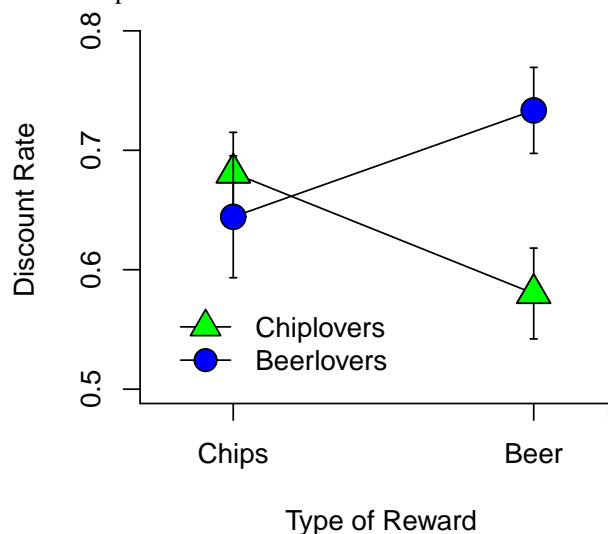 0.8
0.7
0.6
0.5
Discount Rate
Chiplovers
Beerlovers
Chips Beer
Type of Reward